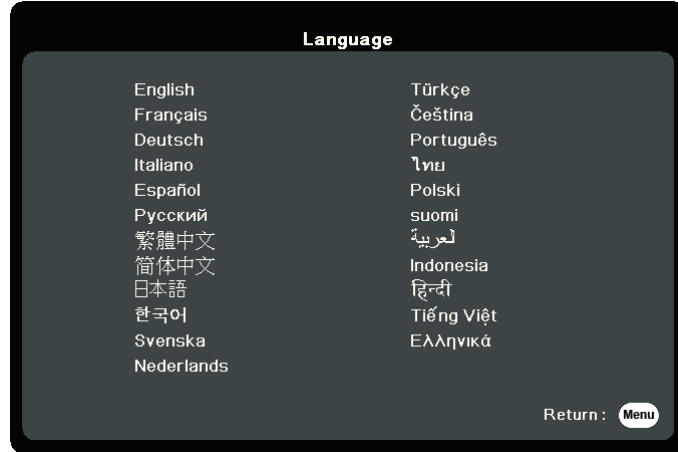 Language
English
Français
Deutsch
Italiano
Español
Русский
繁體中文
简体中文
日本語
한국어
Svenska
Nederlands
Türkçe
Čeština
Português
ไทย
Polski
suomi
لعربية
Indonesia
हिन्दी
Tiếng Việt
Ελληνικά
Return : Menu